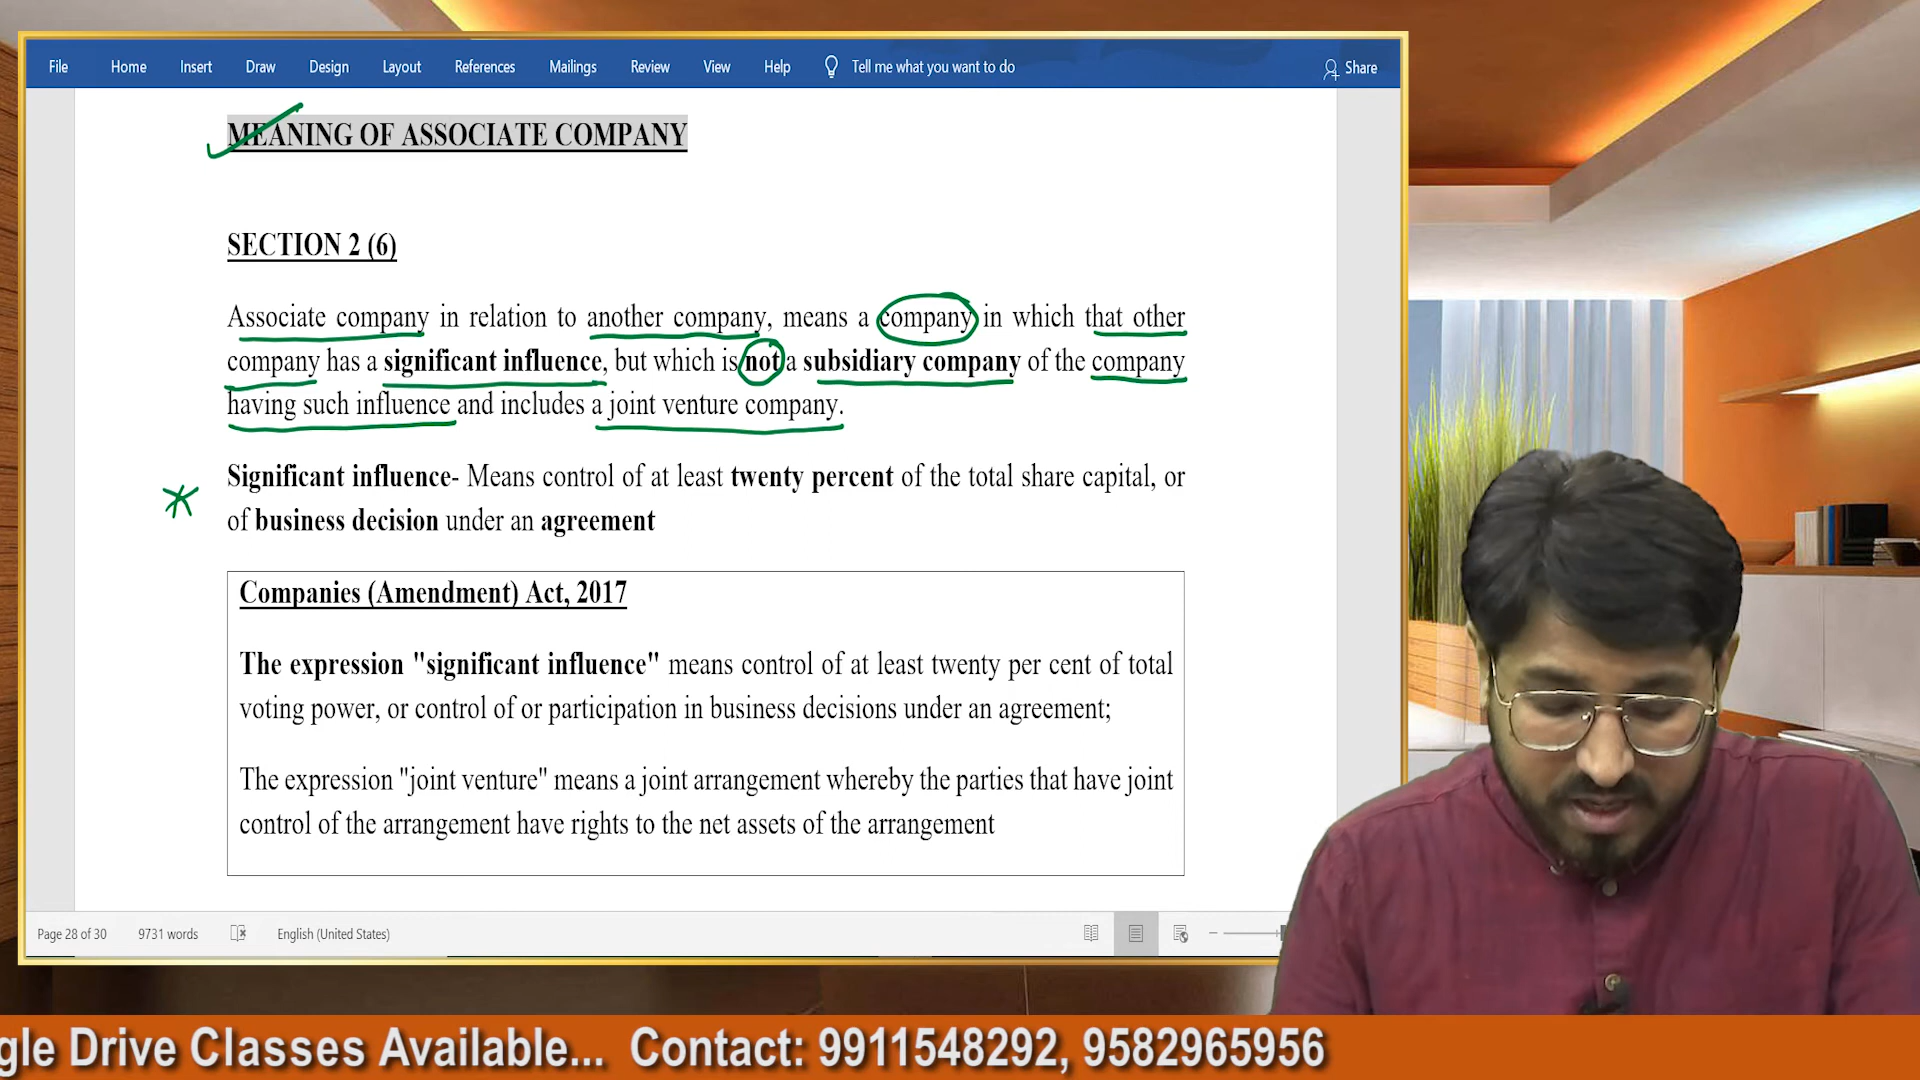 File Home Insert Draw Design Layout References Mailings Review View Help Tell me what you want to do Share
MEANING OF ASSOCIATE COMPANY
SECTION 2 (6)
Associate company in relation to another company, means a company in which that other
company has a significant influence, but which is not a subsidiary company of the company
having such influence and includes a joint venture company.
Significant influence- Means control of at least twenty percent of the total share capital, or
of business decision under an agreement
Companies (Amendment) Act, 2017
The expression "significant influence" means control of at least twenty per cent of total
voting power, or control of or participation in business decisions under an agreement;
The expression "joint venture" means a joint arrangement whereby the parties that have joint
control of the arrangement have rights to the net assets of the arrangement
Page 28 of 30 9731 words English (United States)
gle Drive Classes Available... Contact: 9911548292, 9582965956